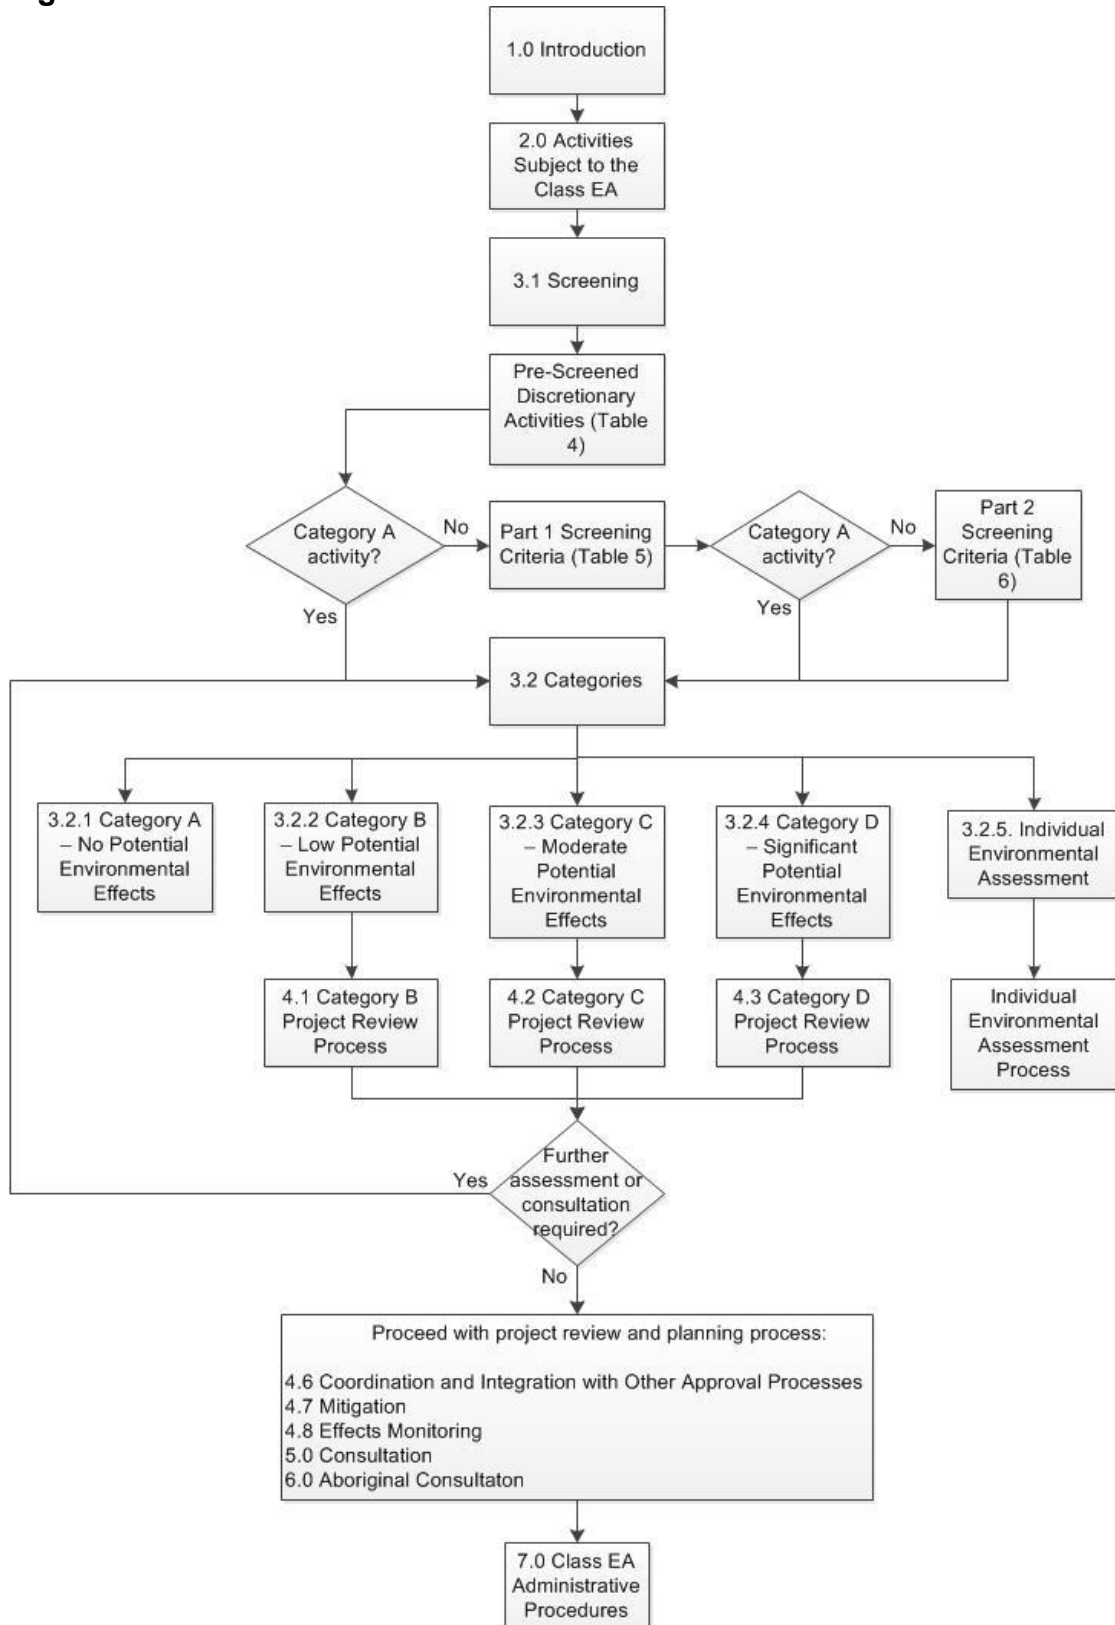 1.0 Introduction
2.0 Activities
Subject to the
Class EA
3.1 Screening
Pre-Screened
Discretionary
Activities (Table
4)
Category A
activity?
No
Part 1 Screening
Criteria (Table 5)
Category A
activity?
No
Part 2
Screening
Criteria (Table
6)
Yes
Yes
3.2 Categories
3.2.1 Category A
– No Potential
Environmental
Effects
3.2.2 Category B
– Low Potential
Environmental
Effects
3.2.3 Category C
– Moderate
Potential
Environmental
Effects
3.2.4 Category D
– Significant
Potential
Environmental
Effects
3.2.5. Individual
Environmental
Assessment
4.1 Category B
Project Review
Process
4.2 Category C
Project Review
Process
4.3 Category D
Project Review
Process
Individual
Environmental
Assessment
Process
Further
assessment or
consultation
required?
Yes
No
Proceed with project review and planning process:
4.6 Coordination and Integration with Other Approval Processes
4.7 Mitigation
4.8 Effects Monitoring
5.0 Consultation
6.0 Aboriginal Consultaton
7.0 Class EA
Administrative
Procedures